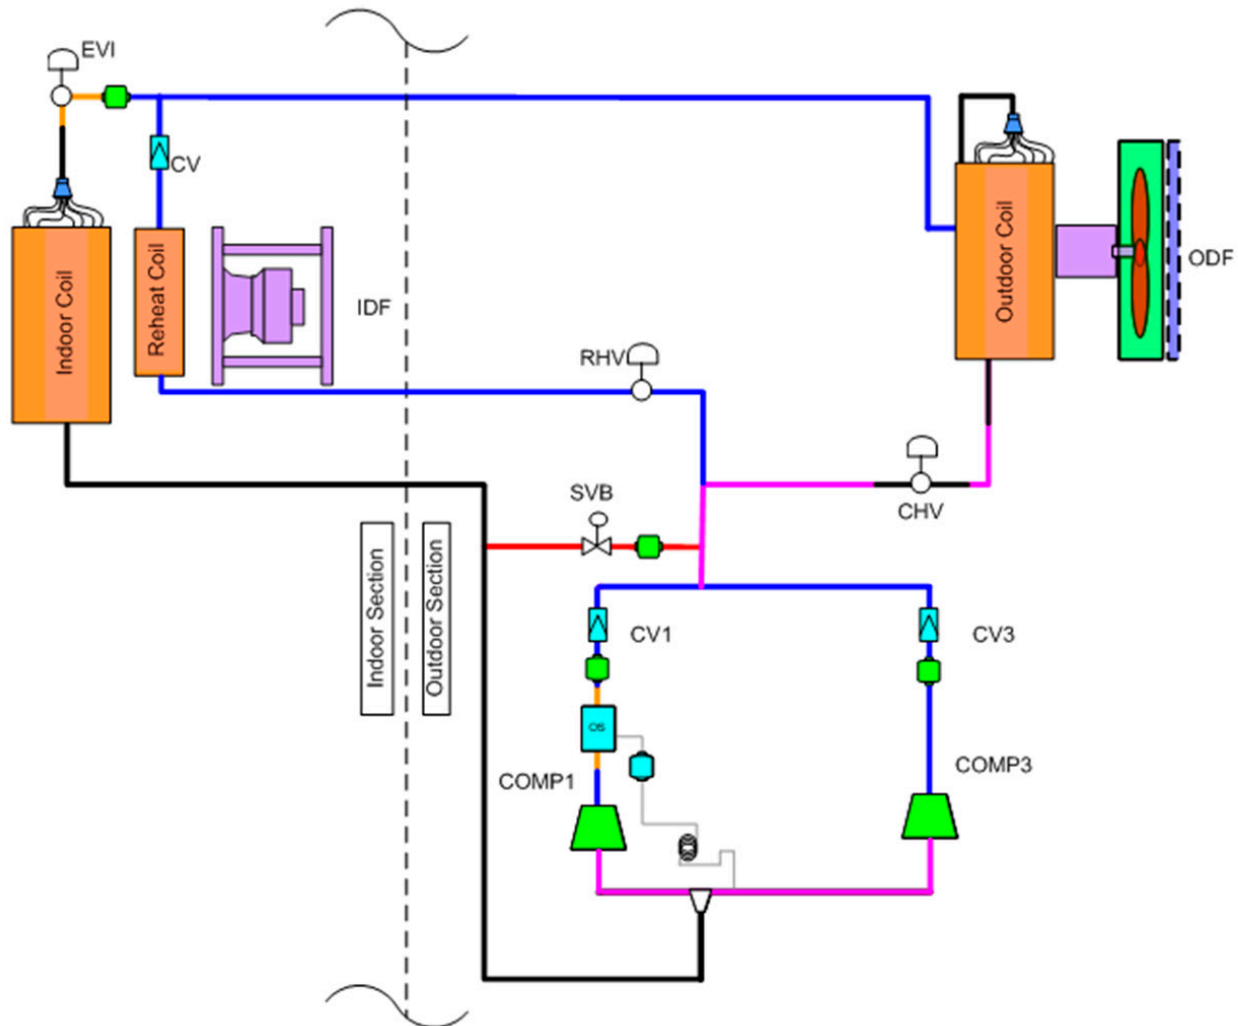 EVI
CV
Indoor Coil
Reheat Coil
IDF
Outdoor Coil
ODF
RHV
CHV
SVB
Indoor Section
Outdoor Section
CV1
CV3
OS
COMP1
COMP3